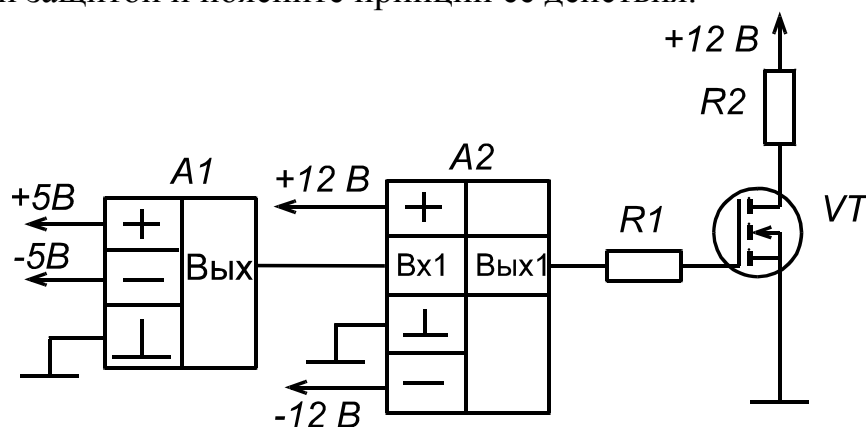 й защитой и поясните принцип ее действия.
+12 В
R2
A2
A1
+12 В
+5В
+
+
R1
VT
-5В
Вых
Вх1
Вых1
-12 В